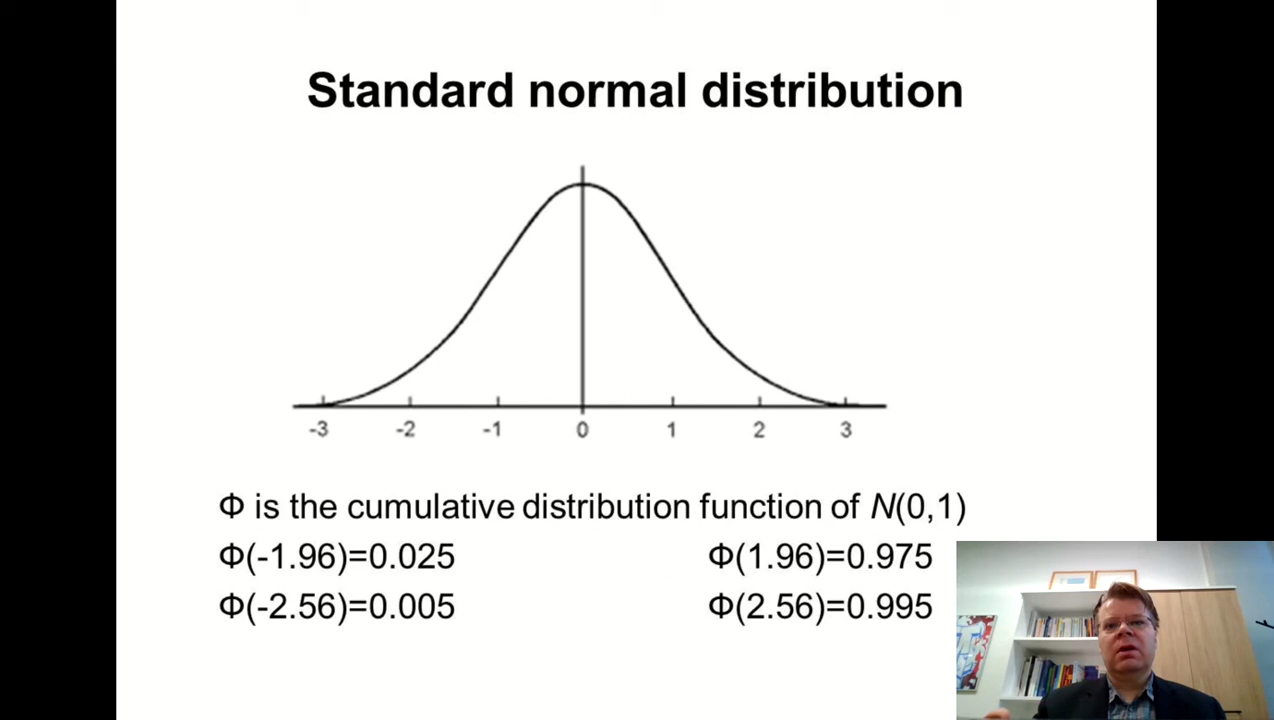 Standard normal distribution
-3 -2 -1 0 1 2 3
Φ is the cumulative distribution function of N(0,1)
Φ(-1.96)=0.025 Φ(1.96)=0.975
Φ(-2.56)=0.005 Φ(2.56)=0.995